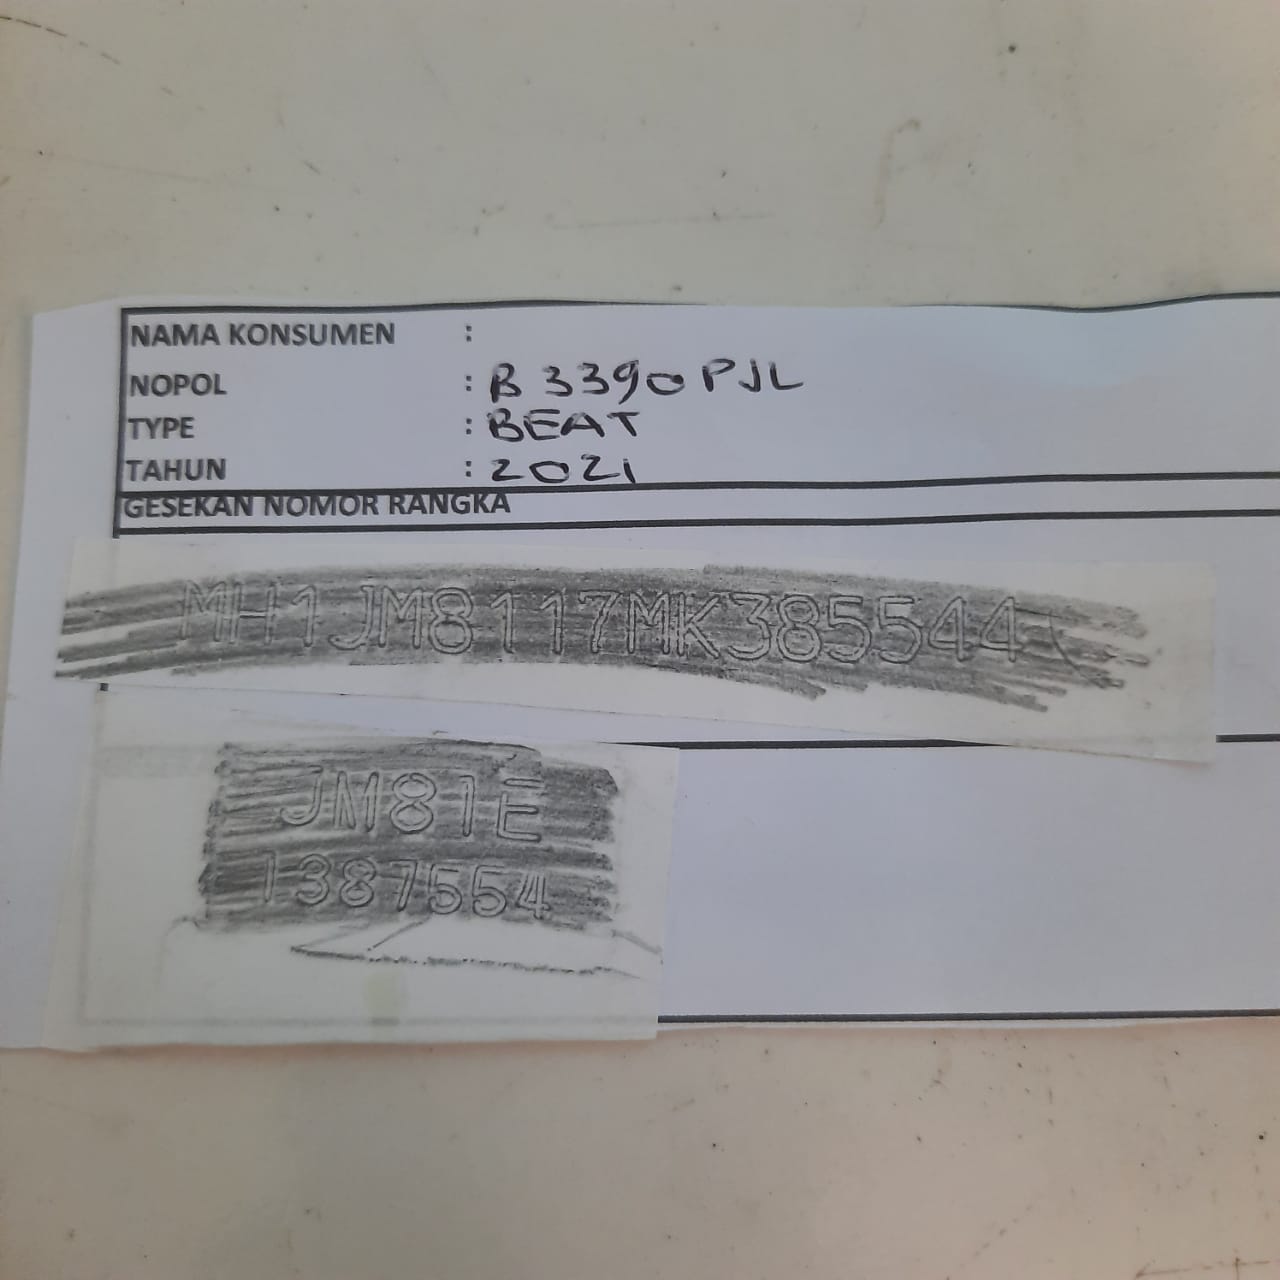 NAMA KONSUMEN :
NOPOL : B 3390 PJL
TYPE : BEAT
TAHUN : 2021
GESEKAN NOMOR RANGKA
MH1JM8117MK385544
JM81E
1387554